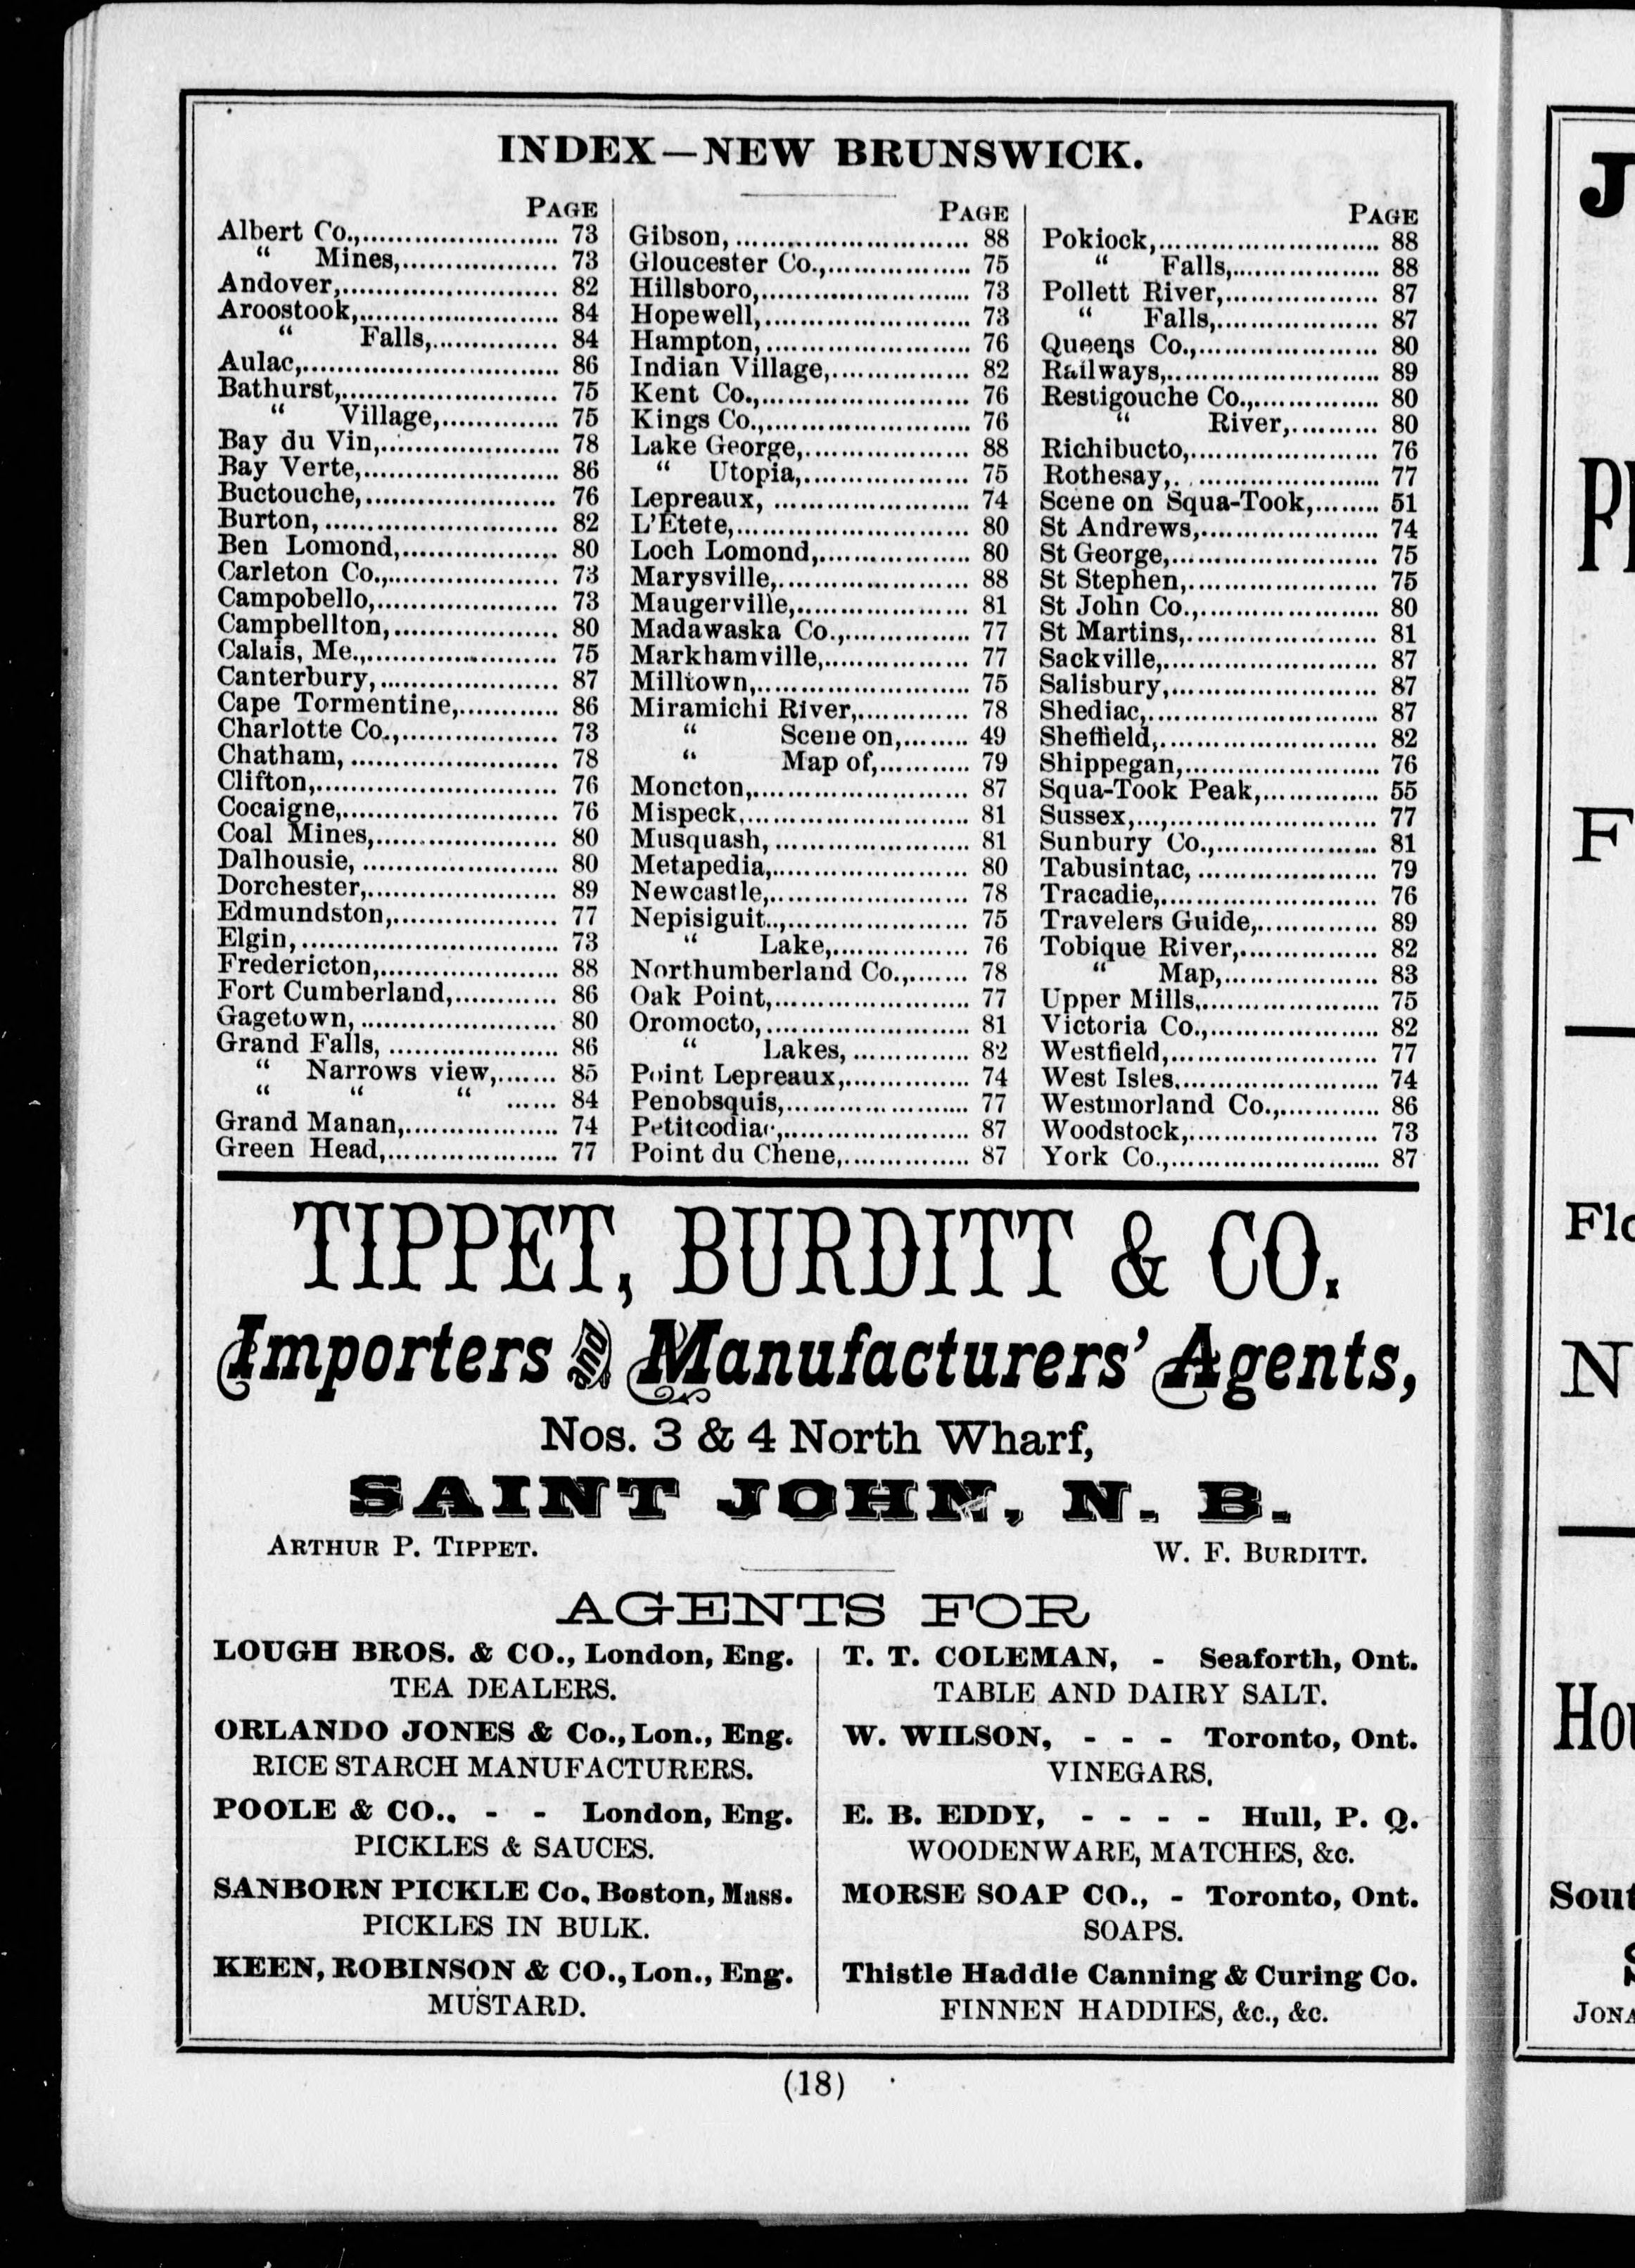 INDEX—NEW BRUNSWICK.
PAGE
Albert Co.,........................ 73
“ Mines,.................. 73
Andover,......................... 82
Aroostook,....................... 84
“ Falls,............... 84
Aulac,............................. 86
Bathurst,......................... 75
“ Village,.............. 75
Bay du Vin,..................... 78
Bay Verte,....................... 86
Buctouche,...................... 76
Burton,........................... 82
Ben Lomond,.................. 80
Carleton Co.,.................... 73
Campobello,..................... 73
Campbellton,................... 80
Calais, Me.,...................... 75
Canterbury,..................... 87
Cape Tormentine,............ 86
Charlotte Co.,.................. 73
Chatham,........................ 78
Clifton,............................ 76
Cocaigne,......................... 76
Coal Mines,..................... 80
Dalhousie,....................... 80
Dorchester,...................... 89
Edmundston,................... 77
Elgin,.............................. 73
Fredericton,..................... 88
Fort Cumberland,............ 86
Gagetown,....................... 80
Grand Falls,.................... 86
“ Narrows view,....... 85
“ “ “ ...... 84
Grand Manan,................. 74
Green Head,.................... 77
PAGE
Gibson,........................... 88
Gloucester Co.,................. 75
Hillsboro,........................ 73
Hopewell,........................ 73
Hampton,........................ 76
Indian Village,................ 82
Kent Co.,......................... 76
Kings Co.,........................ 76
Lake George,................... 88
“ Utopia,................... 75
Lepreaux,....................... 74
L'Etete,........................... 80
Loch Lomond,................. 80
Marysville,...................... 88
Maugerville,.................... 81
Madawaska Co.,............... 77
Markhamville,................. 77
Milltown,......................... 75
Miramichi River,............. 78
“ Scene on,........ 49
“ Map of,........... 79
Moncton,......................... 87
Mispeck,.......................... 81
Musquash,...................... 81
Metapedia,....................... 80
Newcastle,....................... 78
Nepisiguit..,..................... 75
“ Lake,................ 76
Northumberland Co.,....... 78
Oak Point,....................... 77
Oromocto,........................ 81
“ Lakes,.............. 82
Point Lepreaux,............... 74
Penobsquis,..................... 77
Petitcodiac,...................... 87
Point du Chene,............... 87
PAGE
Pokiock,.......................... 88
“ Falls,................. 88
Pollett River,................... 87
“ Falls,.................. 87
Queens Co.,..................... 80
Railways,........................ 89
Restigouche Co.,............... 80
“ River,.......... 80
Richibucto,...................... 76
Rothesay,........................ 77
Scene on Squa-Took,........ 51
St Andrews,..................... 74
St George,........................ 75
St Stephen,...................... 75
St John Co.,..................... 80
St Martins,...................... 81
Sackville,......................... 87
Salisbury,........................ 87
Shediac,........................... 87
Sheffield,......................... 82
Shippegan,....................... 76
Squa-Took Peak,.............. 55
Sussex,...,........................ 77
Sunbury Co.,................... 81
Tabusintac,..................... 79
Tracadie,......................... 76
Travelers Guide,.............. 89
Tobique River,................ 82
“ Map,.................. 83
Upper Mills,..................... 75
Victoria Co.,.................... 82
Westfield,........................ 77
West Isles........................ 74
Westmorland Co.,............ 86
Woodstock,...................... 73
York Co.,......................... 87
TIPPET, BURDITT & CO.
Importers and Manufacturers' Agents,
Nos. 3 & 4 North Wharf,
SAINT JOHN, N. B.
ARTHUR P. TIPPET. W. F. BURDITT.
AGENTS FOR
LOUGH BROS. & CO., London, Eng.
TEA DEALERS.
ORLANDO JONES & Co., Lon., Eng.
RICE STARCH MANUFACTURERS.
POOLE & CO., - - London, Eng.
PICKLES & SAUCES.
SANBORN PICKLE Co, Boston, Mass.
PICKLES IN BULK.
KEEN, ROBINSON & CO., Lon., Eng.
MUSTARD.
T. T. COLEMAN, - Seaforth, Ont.
TABLE AND DAIRY SALT.
W. WILSON, - - - Toronto, Ont.
VINEGARS.
E. B. EDDY, - - - - Hull, P. Q.
WOODENWARE, MATCHES, &c.
MORSE SOAP CO., - Toronto, Ont.
SOAPS.
Thistle Haddie Canning & Curing Co.
FINNEN HADDIES, &c., &c.
(18)